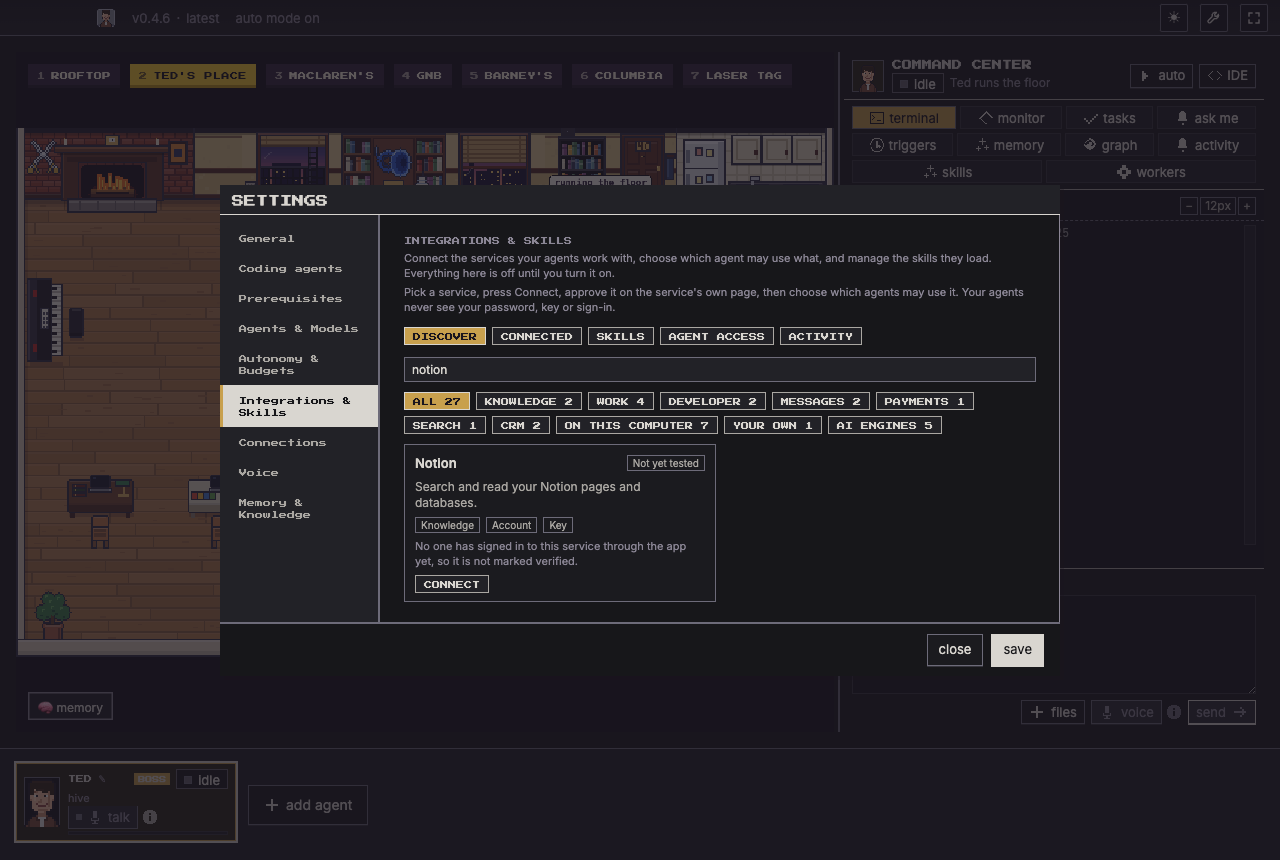 v0.4.6 · latest auto mode on
1 ROOFTOP
2 TED'S PLACE
3 MACLAREN'S
4 GNB
5 BARNEY'S
6 COLUMBIA
7 LASER TAG
COMMAND CENTER
Idle Ted runs the floor
auto
IDE
terminal
monitor
tasks
ask me
triggers
memory
graph
activity
skills
workers
- 12px +
running the floor
SETTINGS
General
Coding agents
Prerequisites
Agents & Models
Autonomy &
Budgets
Integrations &
Skills
Connections
Voice
Memory &
Knowledge
INTEGRATIONS & SKILLS
Connect the services your agents work with, choose which agent may use what, and manage the skills they load.
Everything here is off until you turn it on.
Pick a service, press Connect, approve it on the service's own page, then choose which agents may use it. Your agents
never see your password, key or sign-in.
DISCOVER CONNECTED SKILLS AGENT ACCESS ACTIVITY
notion
ALL 27 KNOWLEDGE 2 WORK 4 DEVELOPER 2 MESSAGES 2 PAYMENTS 1
SEARCH 1 CRM 2 ON THIS COMPUTER 7 YOUR OWN 1 AI ENGINES 5
Notion
Not yet tested
Search and read your Notion pages and
databases.
Knowledge Account Key
No one has signed in to this service through the app
yet, so it is not marked verified.
CONNECT
close
save
memory
files
voice
send
TED
BOSS
Idle
hive
talk
add agent